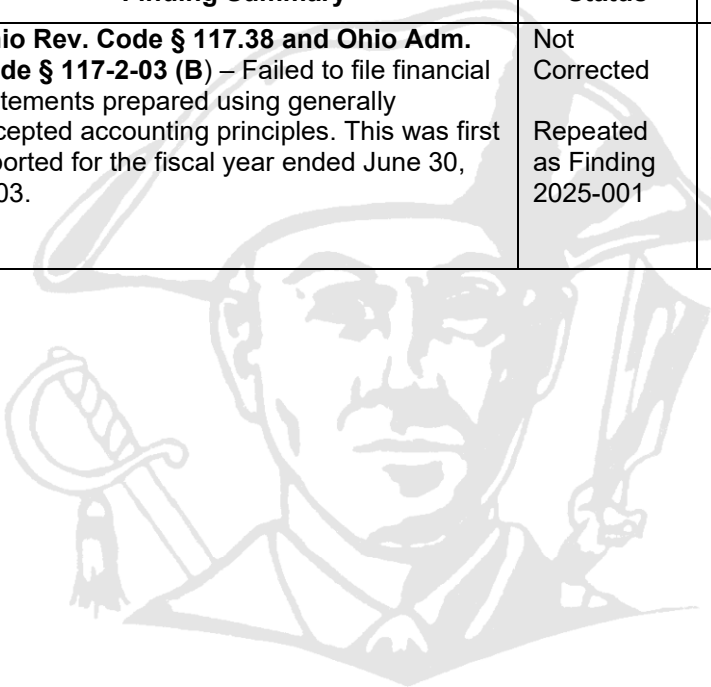 Finding Summary
Status
io Rev. Code § 117.38 and Ohio Adm.
de § 117-2-03 (B) – Failed to file financial
tements prepared using generally
cepted accounting principles. This was first
orted for the fiscal year ended June 30,
03.
Not
Corrected
Repeated
as Finding
2025-001